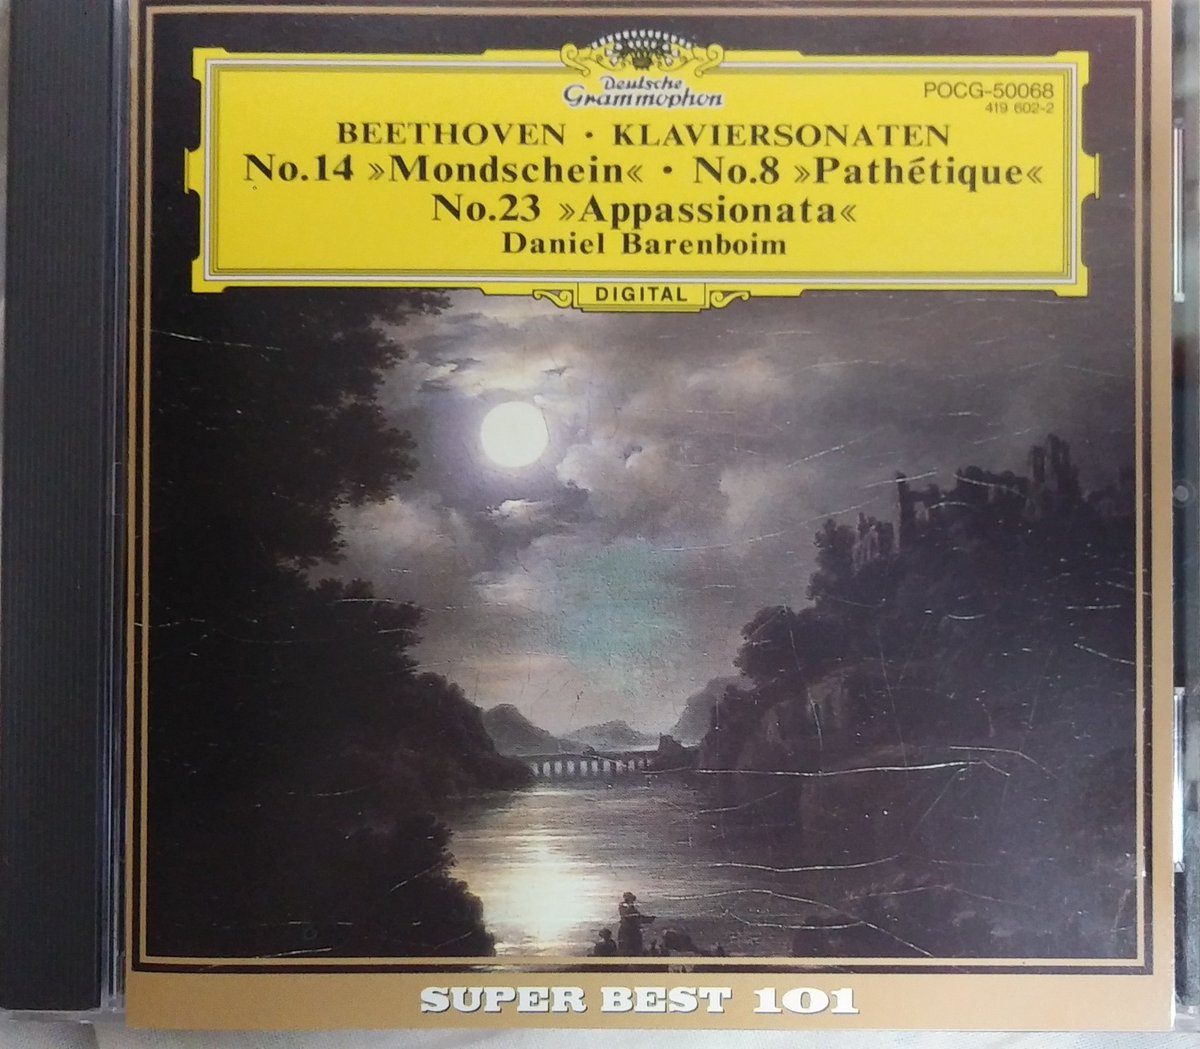 Deutsche
Grammophon
POCG-50068
419 602-2
BEETHOVEN · KLAVIERSONATEN
No.14 »Mondschein« · No.8 »Pathétique«
No.23 »Appassionata«
Daniel Barenboim
DIGITAL
SUPER BEST 101